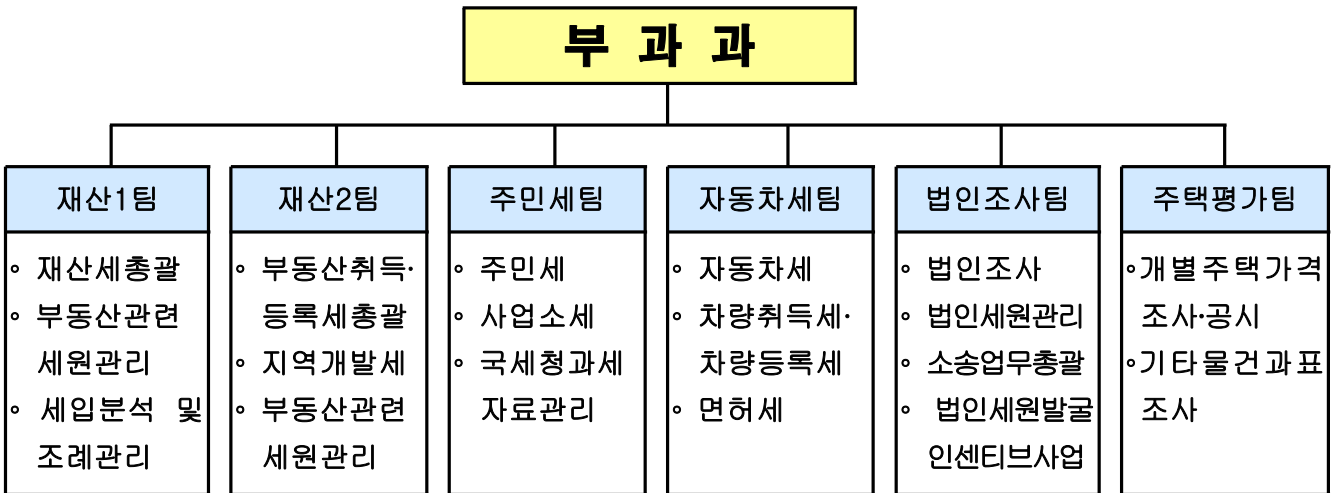 부 과 과
재산1팀
◦ 재산세총괄
◦ 부동산관련
세원관리
◦ 세입분석 및
조례관리
재산2팀
◦ 부동산취득·
등록세총괄
◦ 지역개발세
◦ 부동산관련
세원관리
주민세팀
◦ 주민세
◦ 사업소세
◦ 국세청과세
자료관리
자동차세팀
◦ 자동차세
◦ 차량취득세·
차량등록세
◦ 면허세
법인조사팀
◦ 법인조사
◦ 법인세원관리
◦ 소송업무총괄
◦ 법인세원발굴
인센티브사업
주택평가팀
◦개별주택가격
조사·공시
◦기타물건과표
조사